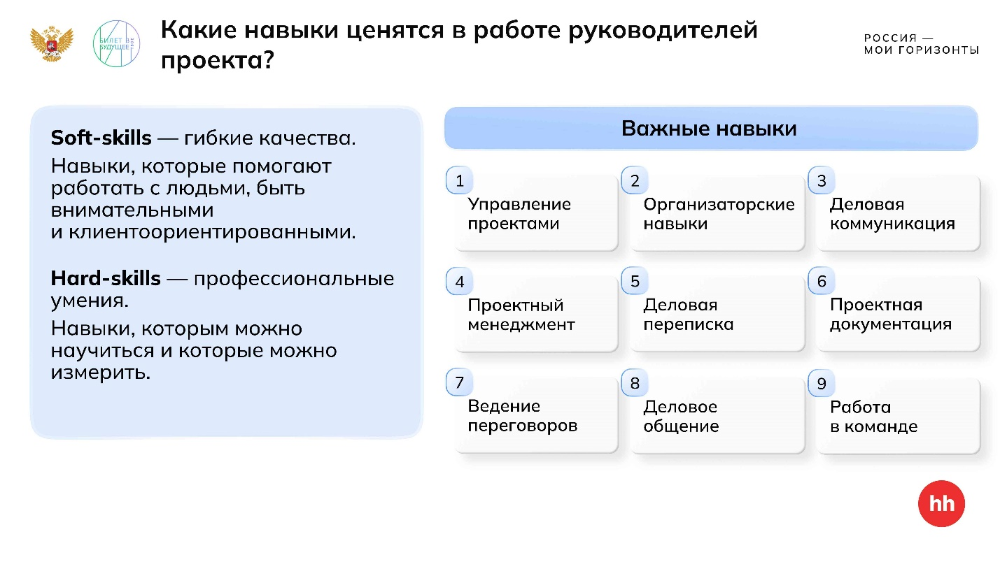 БИЛЕТ В
БУДУЩЕЕ
ТВОЁ
Какие навыки ценятся в работе руководителей
проекта?
РОССИЯ —
МОИ ГОРИЗОНТЫ
Soft-skills — гибкие качества.
Навыки, которые помогают
работать с людьми, быть
внимательными
и клиентоориентированными.
Hard-skills — профессиональные
умения.
Навыки, которым можно
научиться и которые можно
измерить.
Важные навыки
1
Управление
проектами
2
Организаторские
навыки
3
Деловая
коммуникация
4
Проектный
менеджмент
5
Деловая
переписка
6
Проектная
документация
7
Ведение
переговоров
8
Деловое
общение
9
Работа
в команде
hh